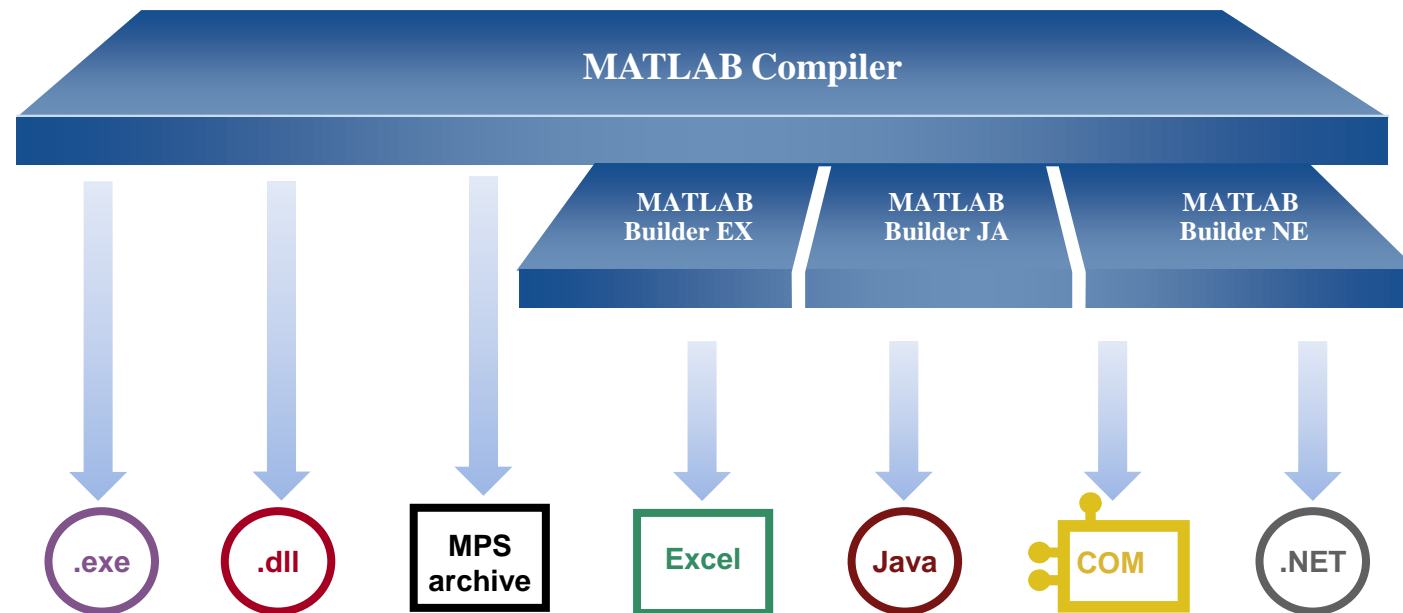 MATLAB Compiler
MATLAB
Builder EX
MATLAB
Builder JA
MATLAB
Builder NE
.exe
.dll
MPS
archive
Excel
Java
COM
.NET